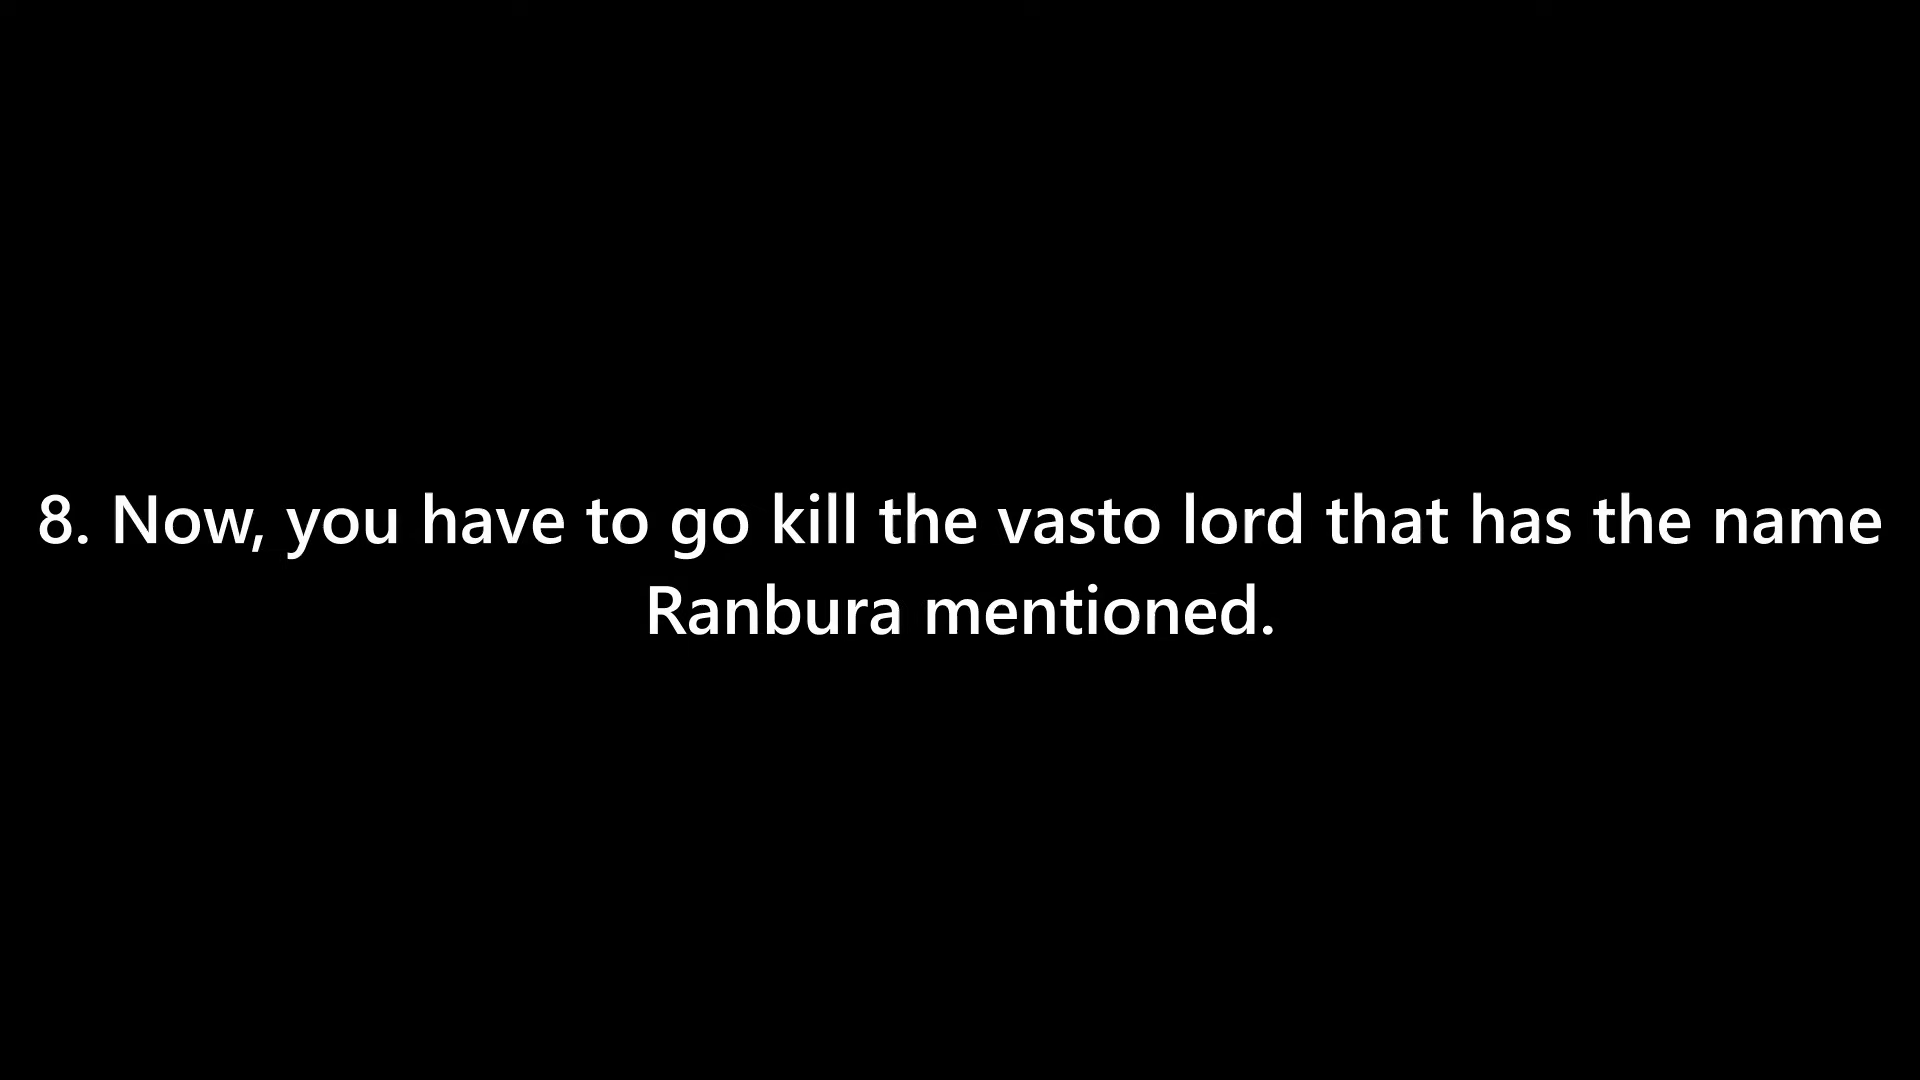 8. Now, you have to go kill the vasto lord that has the name
Ranbura mentioned.